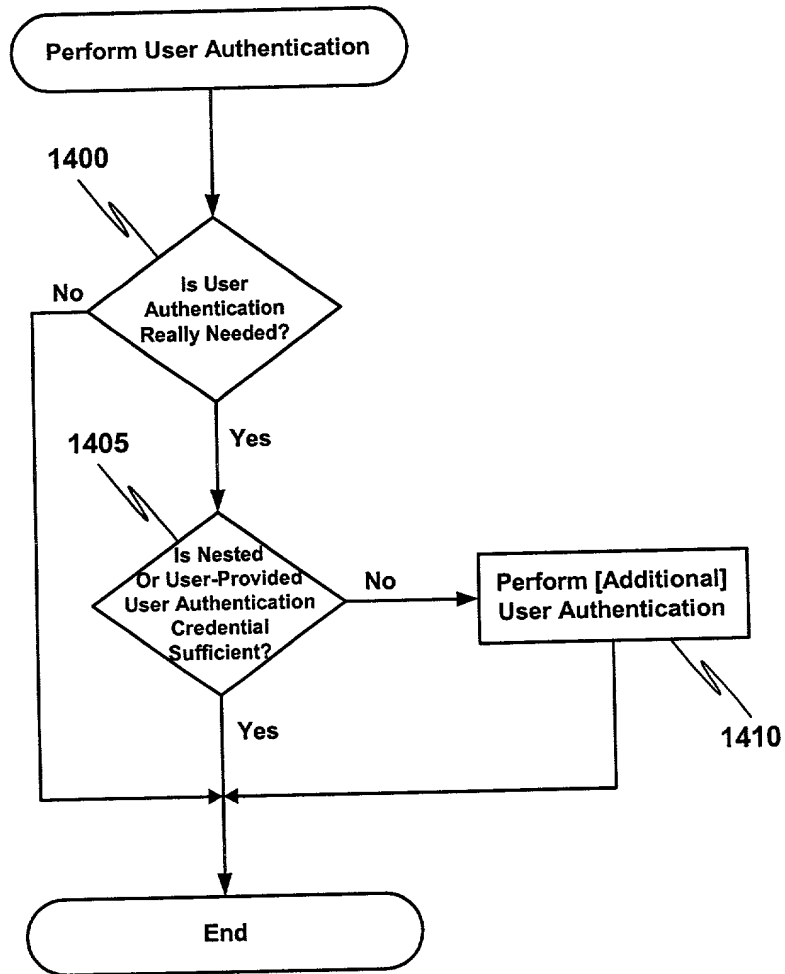 Perform User Authentication
1400
Is User
Authentication
Really Needed?
No
Yes
1405
Is Nested
Or User-Provided
User Authentication
Credential
Sufficient?
No
Perform [Additional]
User Authentication
1410
Yes
End